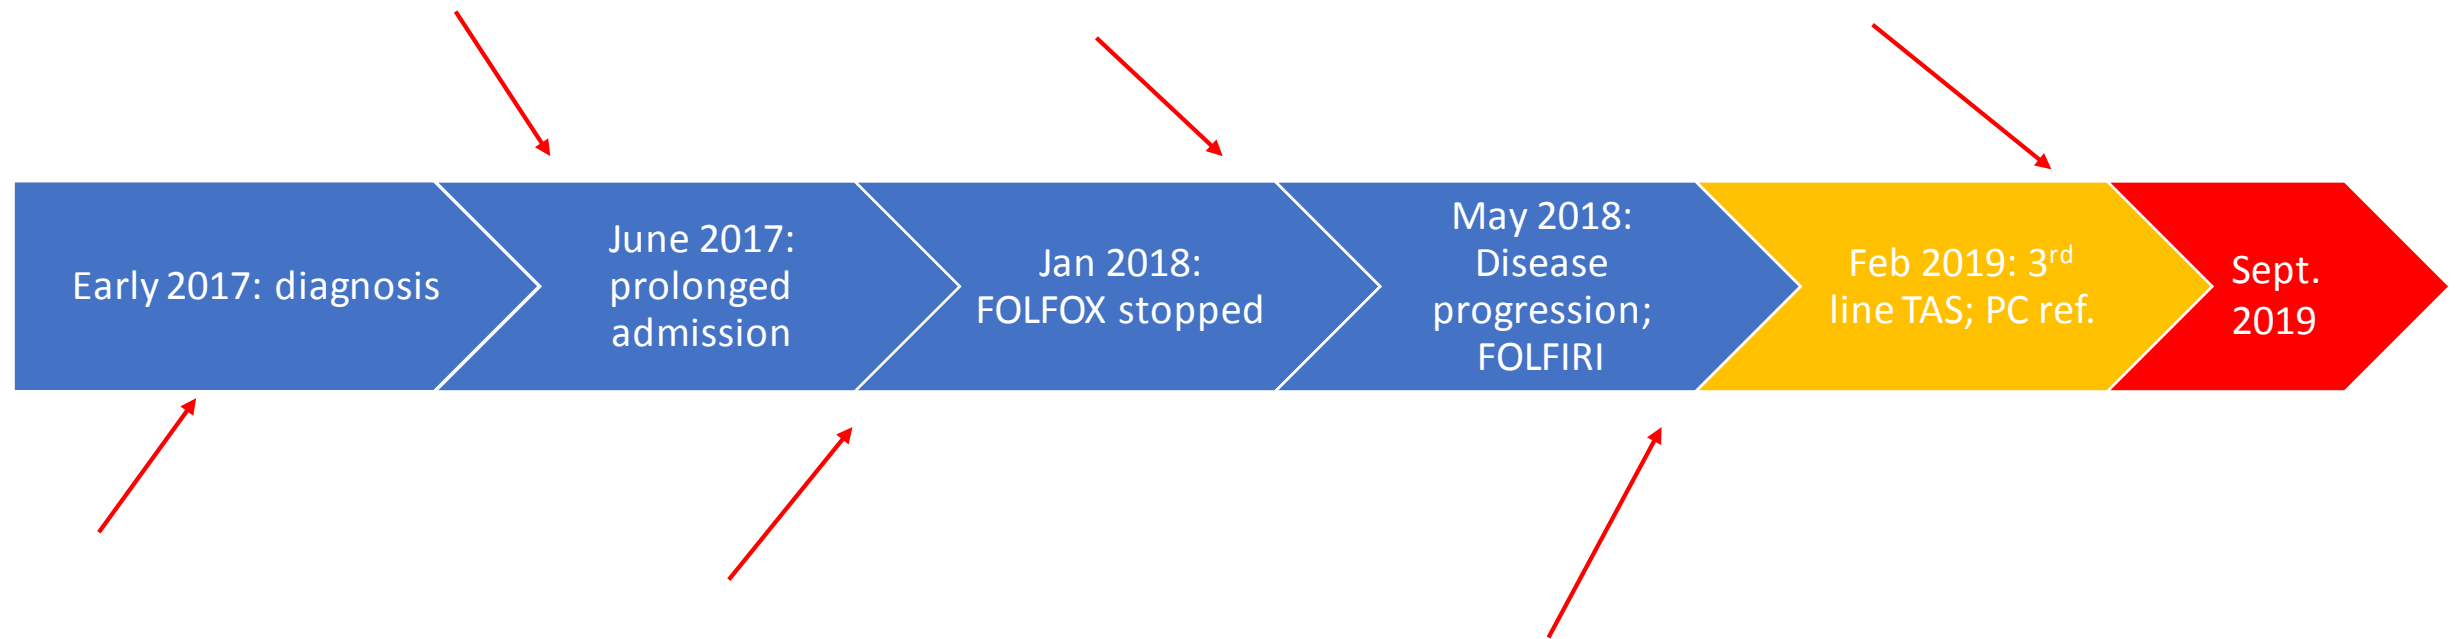 Early 2017: diagnosis
June 2017:
prolonged
admission
Jan 2018:
FOLFOX stopped
May 2018:
Disease
progression;
FOLFIRI
Feb 2019: 3rd
line TAS; PC ref.
Sept.
2019